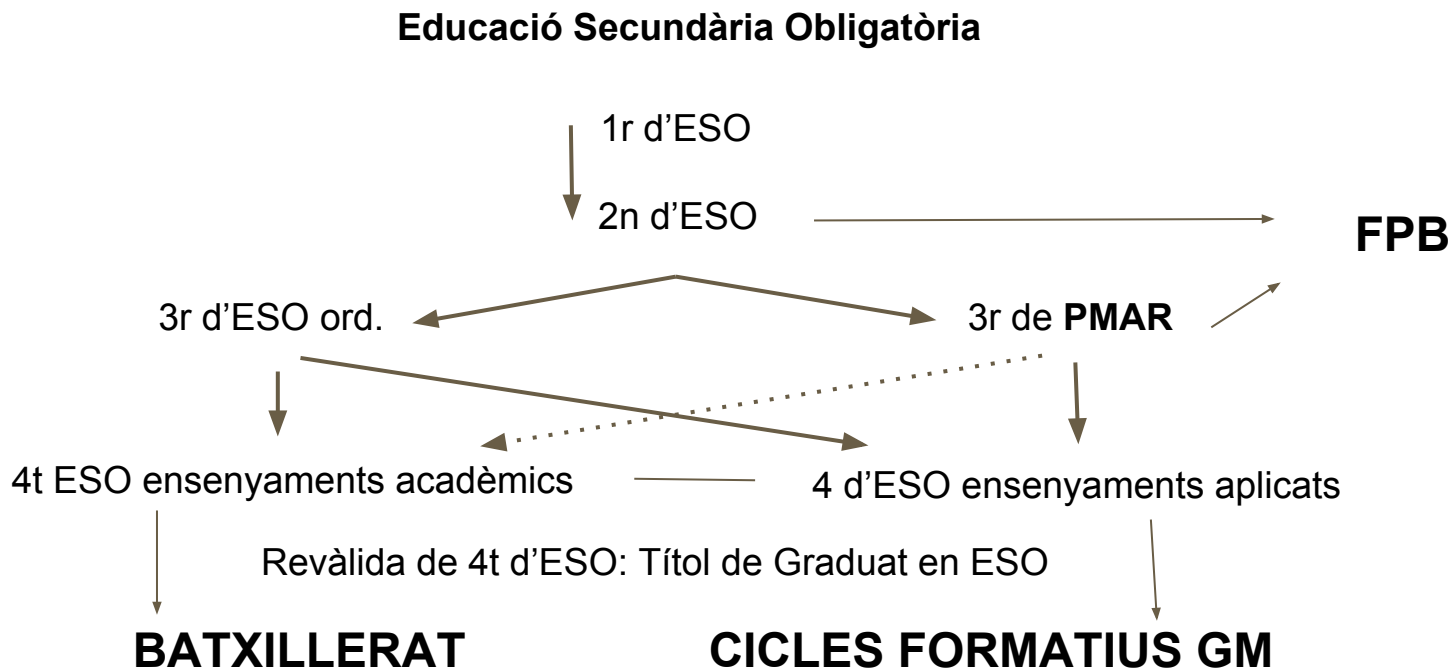 Educació Secundària Obligatòria
1r d’ESO
2n d’ESO
FPB
3r d’ESO ord.
3r de PMAR
4t ESO ensenyaments acadèmics
4 d’ESO ensenyaments aplicats
Revàlida de 4t d’ESO: Títol de Graduat en ESO
BATXILLERAT
CICLES FORMATIUS GM